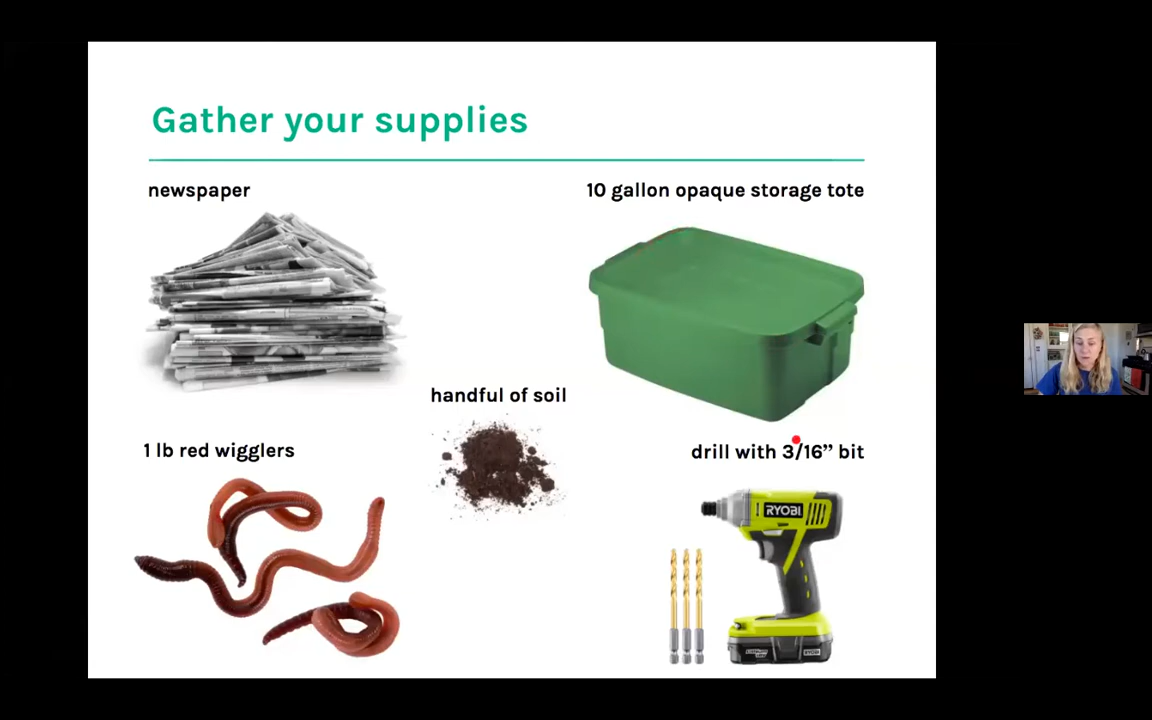 Gather your supplies
newspaper
10 gallon opaque storage tote
handful of soil
1 lb red wigglers
drill with 3/16” bit
RYOBI
RYOBI